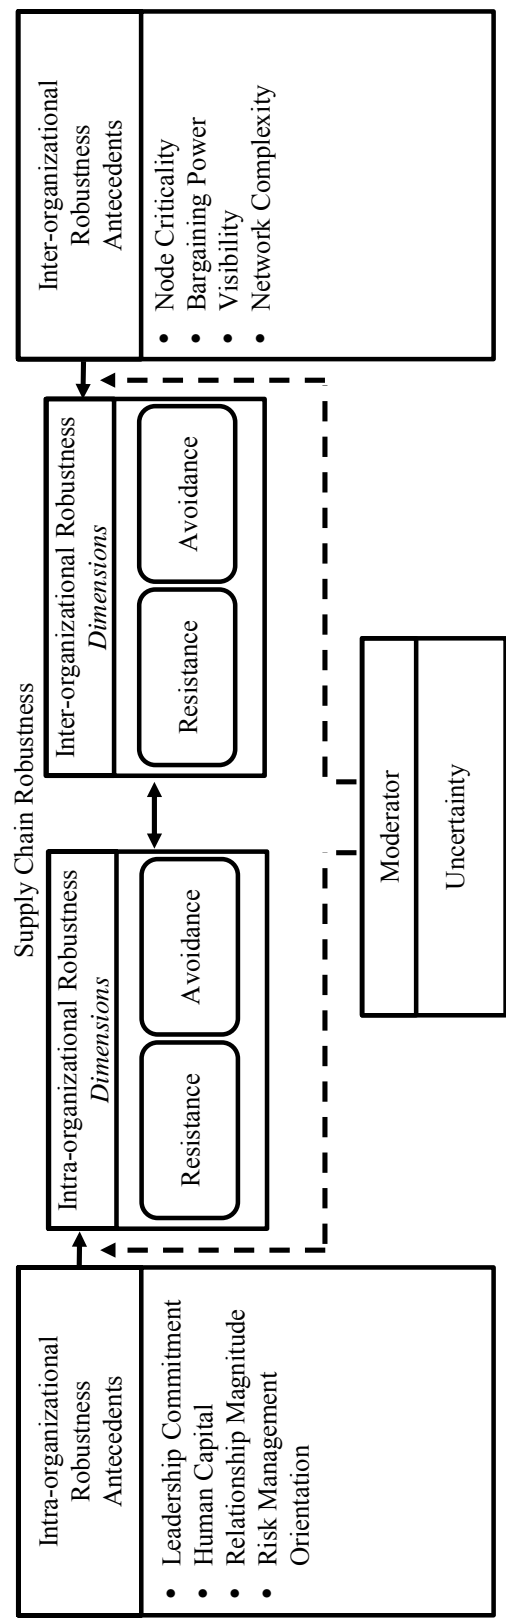 Supply Chain Robustness
Intra-organizational
Robustness
Antecedents
• Leadership Commitment
• Human Capital
• Relationship Magnitude
• Risk Management
Orientation
Intra-organizational Robustness
Dimensions
Resistance
Avoidance
Inter-organizational Robustness
Dimensions
Resistance
Avoidance
Inter-organizational
Robustness
Antecedents
• Node Criticality
• Bargaining Power
• Visibility
• Network Complexity
Moderator
Uncertainty